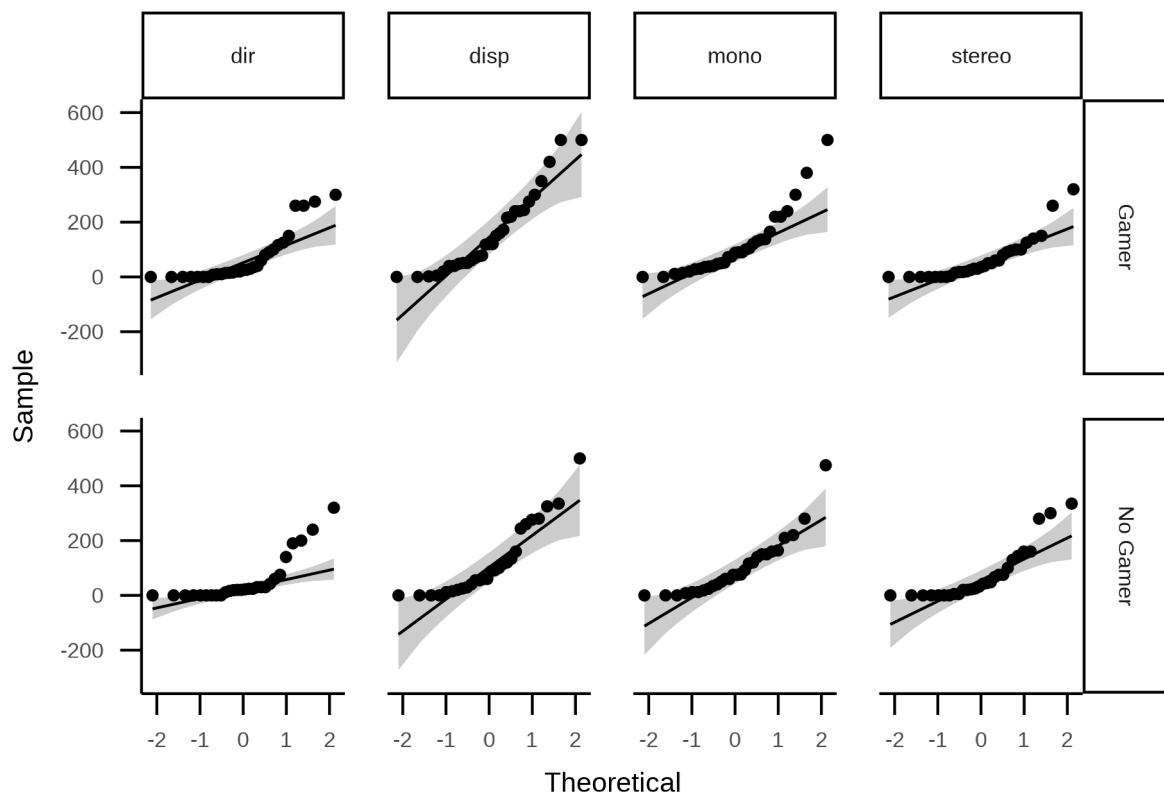 dir disp mono stereo
600
400
200
0
-200
Gamer
Sample
600
400
200
0
-200
No Gamer
-2 -1 0 1 2 -2 -1 0 1 2 -2 -1 0 1 2 -2 -1 0 1 2
Theoretical